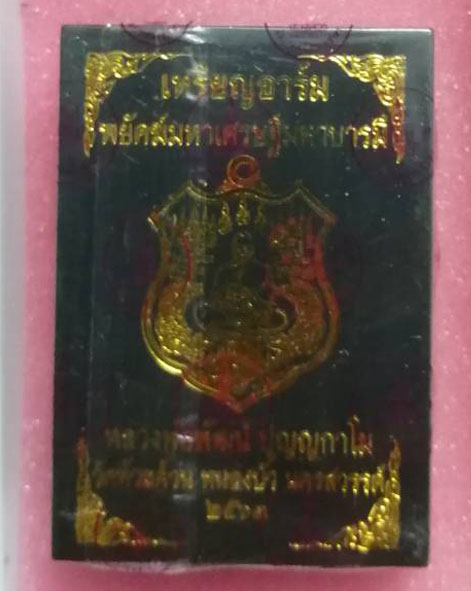 เหรียญอาร์ม
พยัคฆ์มหาเศรษฐีมหาบารมี
หลวงพ่อพัฒน์ ปุญญกาโม
วัดห้วยด้วน หนองบัว นครสวรรค์
๒๕๖๓